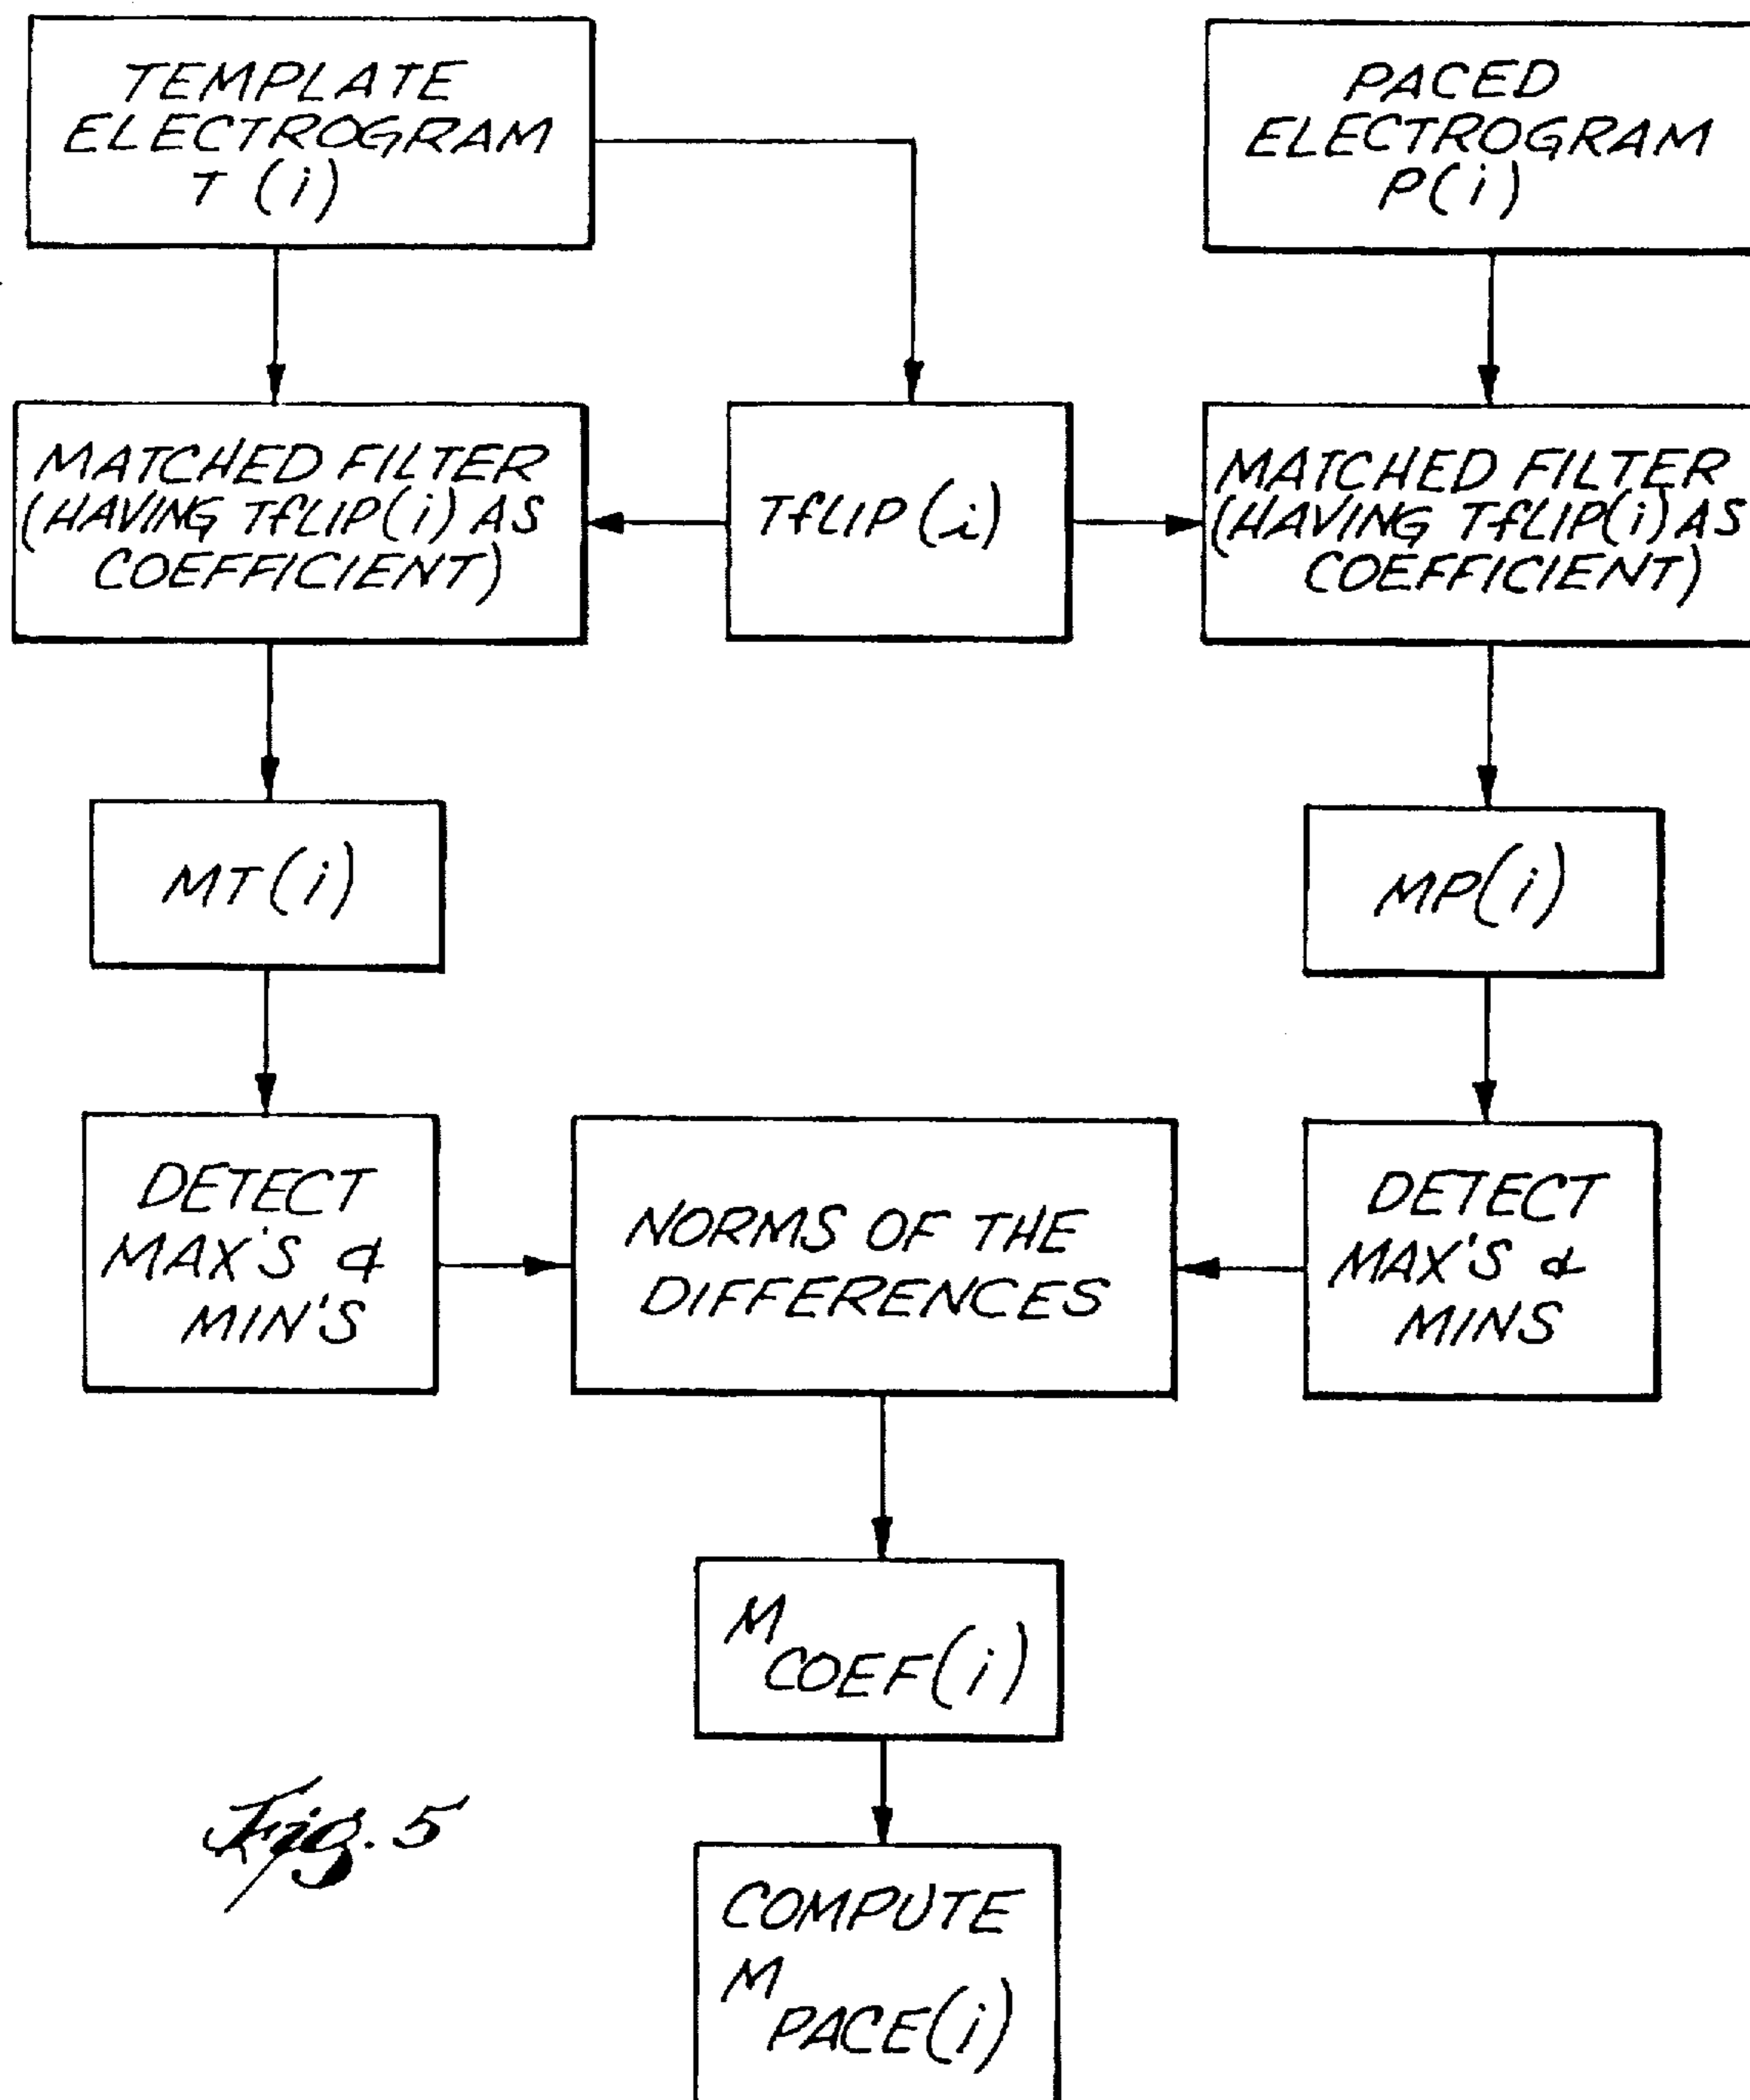 TEMPLATE
ELECTROGRAM
T (i)
PACED
ELECTROGRAM
P(i)
MATCHED FILTER
(HAVING TfLIP(i) AS
COEFFICIENT)
TfLIP (i)
MATCHED FILTER
(HAVING TfLIP(i) AS
COEFFICIENT)
MT(i)
MP(i)
DETECT
MAX'S &
MIN'S
NORMS OF THE
DIFFERENCES
DETECT
MAX'S &
MINS
M
COEF(i)
COMPUTE
M
PACE(i)
Fig. 5